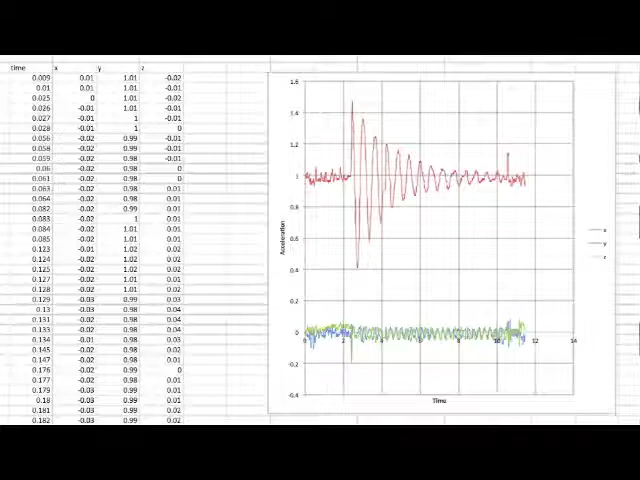 time x y z
0.009 0.01 1.01 -0.02
0.01 0.01 1.01 -0.01
0.025 0 1.01 -0.02
0.026 -0.01 1.01 -0.01
0.027 -0.01 1 -0.01
0.028 -0.01 1 0
0.056 -0.02 0.99 -0.01
0.058 -0.02 0.99 -0.01
0.059 -0.02 0.98 -0.01
0.06 -0.02 0.98 0
0.061 -0.02 0.98 0
0.063 -0.02 0.98 0.01
0.064 -0.02 0.98 0.01
0.082 -0.02 0.99 0.01
0.083 -0.02 1 0.01
0.084 -0.02 1.01 0.01
0.085 -0.02 1.01 0.01
0.123 -0.01 1.02 0.02
0.124 -0.02 1.02 0.02
0.125 -0.02 1.02 0.02
0.127 -0.02 1.01 0.02
0.128 -0.02 1.01 0.02
0.129 -0.03 0.99 0.03
0.13 -0.03 0.98 0.04
0.131 -0.02 0.98 0.04
0.133 -0.02 0.98 0.04
0.134 -0.01 0.98 0.03
0.145 -0.02 0.98 0.02
0.147 -0.02 0.98 0.01
0.176 -0.02 0.99 0
0.177 -0.02 0.98 0.01
0.179 -0.03 0.99 0.01
0.18 -0.03 0.99 0.01
0.181 -0.03 0.99 0.02
0.182 -0.03 0.99 0.02
1.6
1.4
1.2
1
0.8
0.6
0.4
0.2
0
-0.2
-0.4
Acceleration
0 2 4 6 8 10 12 14
Time
x
y
z